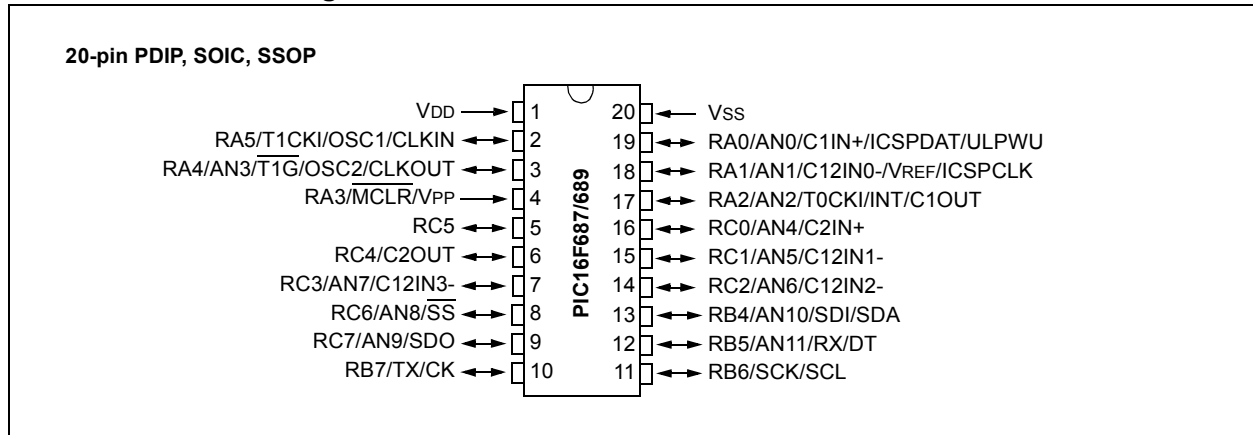 20-pin PDIP, SOIC, SSOP
VDD 1
RA5/T1CKI/OSC1/CLKIN 2
RA4/AN3/T1G/OSC2/CLKOUT 3
RA3/MCLR/VPP 4
RC5 5
RC4/C2OUT 6
RC3/AN7/C12IN3- 7
RC6/AN8/SS 8
RC7/AN9/SDO 9
RB7/TX/CK 10
PIC16F687/689
20 VSS
19 RA0/AN0/C1IN+/ICSPDAT/ULPWU
18 RA1/AN1/C12IN0-/VREF/ICSPCLK
17 RA2/AN2/T0CKI/INT/C1OUT
16 RC0/AN4/C2IN+
15 RC1/AN5/C12IN1-
14 RC2/AN6/C12IN2-
13 RB4/AN10/SDI/SDA
12 RB5/AN11/RX/DT
11 RB6/SCK/SCL